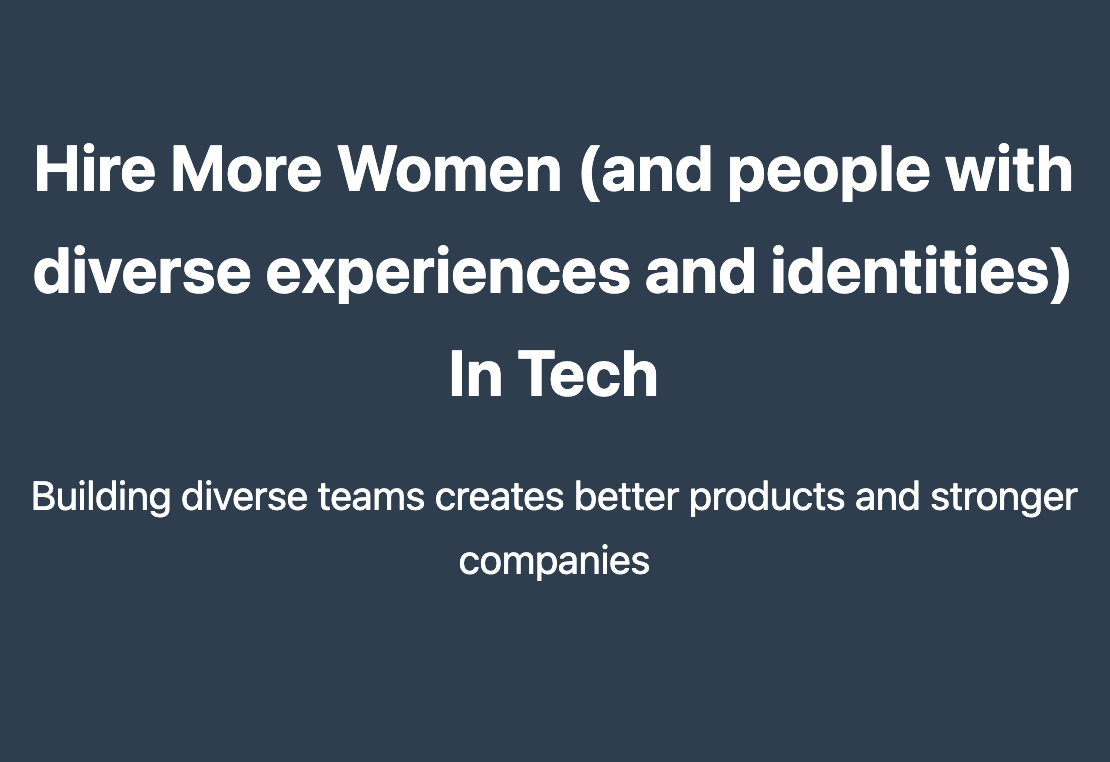 Hire More Women (and people with
diverse experiences and identities)
In Tech
Building diverse teams creates better products and stronger
companies